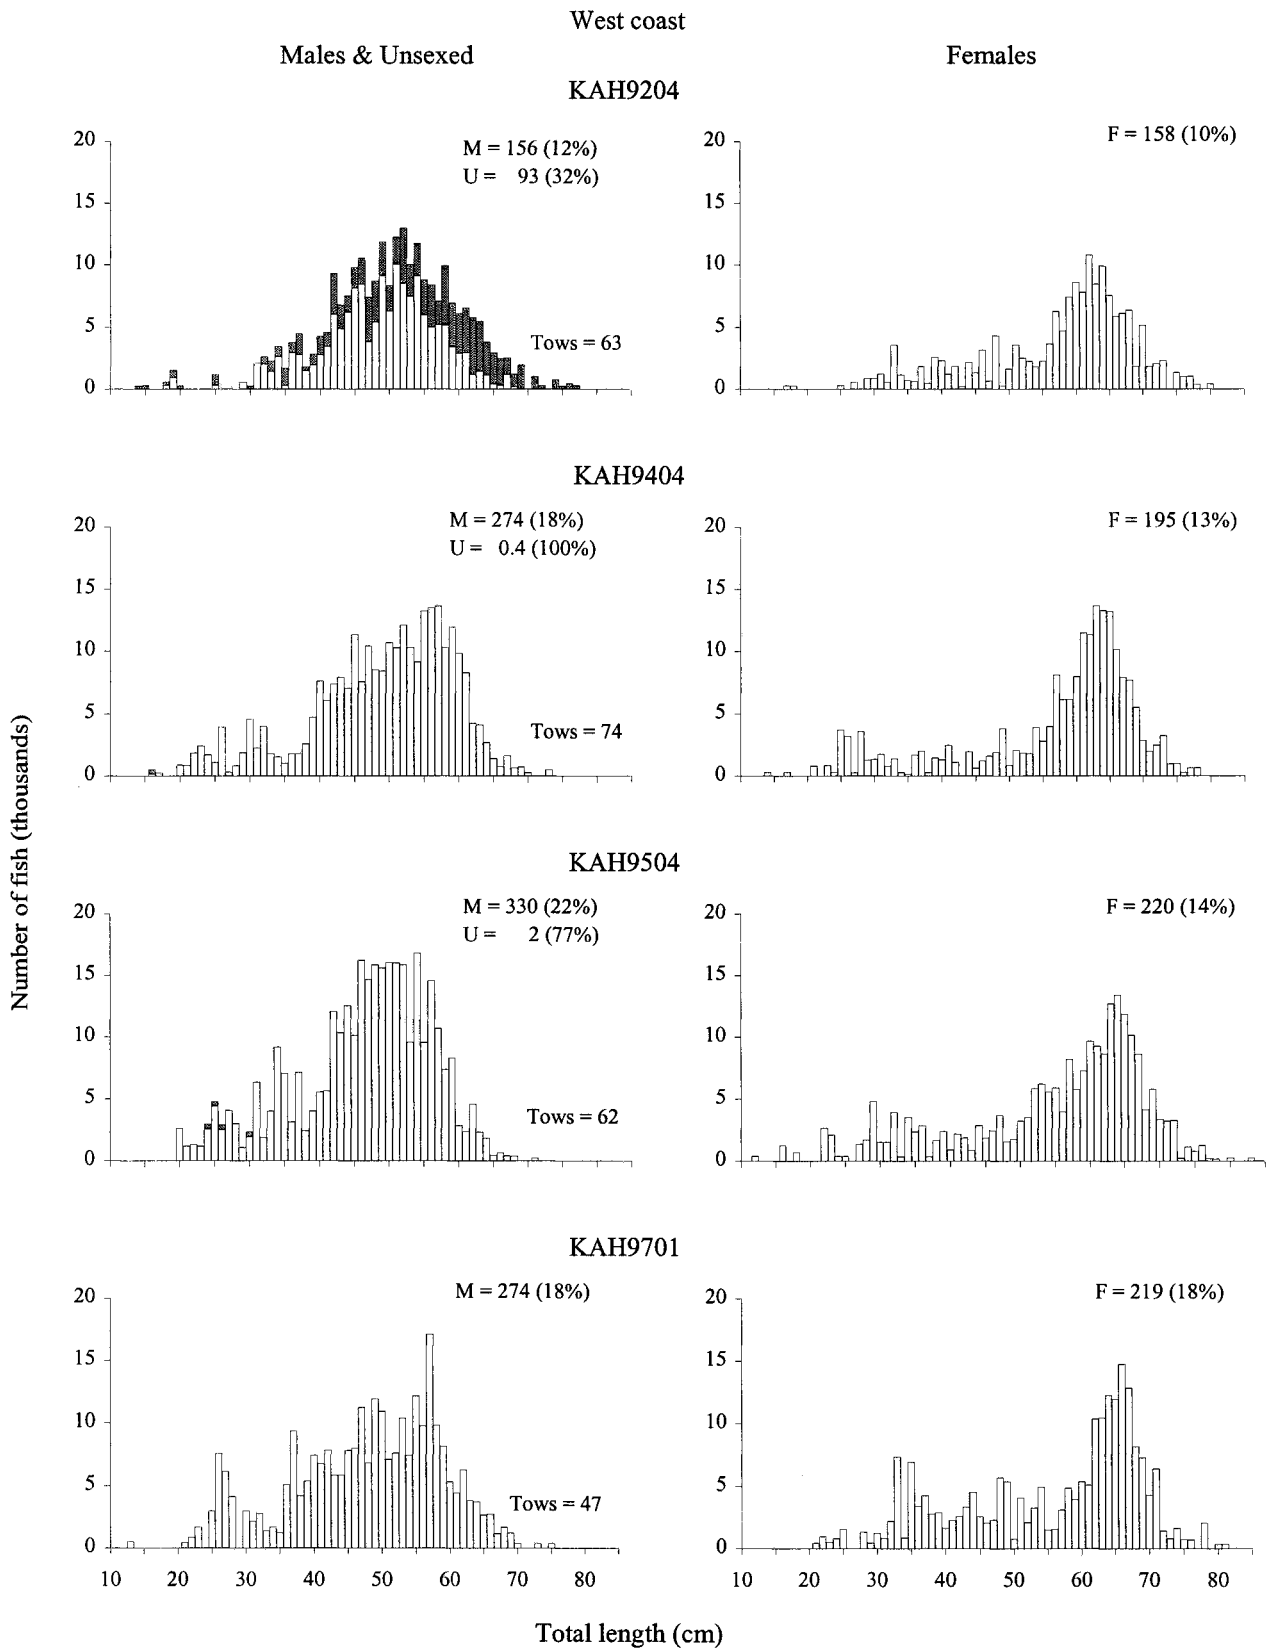 West coast
Males & Unsexed Females
KAH9204
20 15 10 5 0
M = 156 (12%)
U = 93 (32%)
Tows = 63
20 15 10 5 0
F = 158 (10%)
KAH9404
20 15 10 5 0
M = 274 (18%)
U = 0.4 (100%)
Tows = 74
20 15 10 5 0
F = 195 (13%)
Number of fish (thousands)
KAH9504
20 15 10 5 0
M = 330 (22%)
U = 2 (77%)
Tows = 62
20 15 10 5 0
F = 220 (14%)
KAH9701
20 15 10 5 0
M = 274 (18%)
Tows = 47
10 20 30 40 50 60 70 80
20 15 10 5 0
F = 219 (18%)
10 20 30 40 50 60 70 80
Total length (cm)